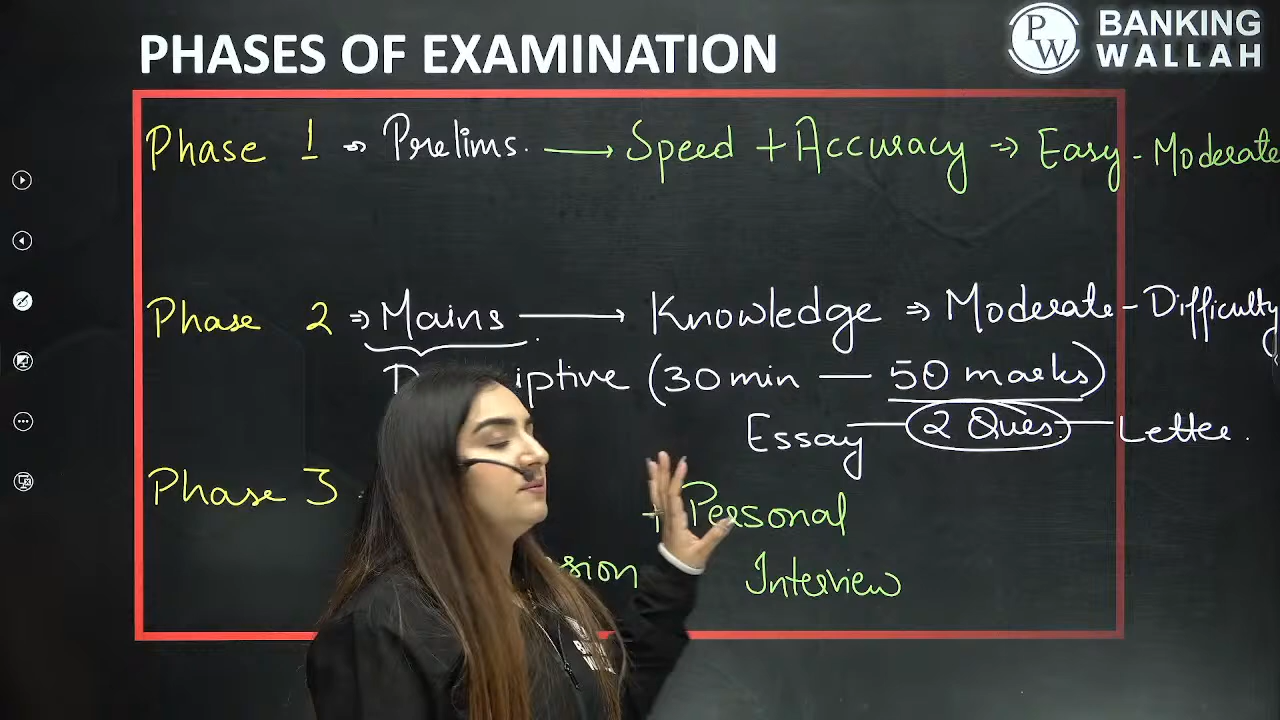 PHASES OF EXAMINATION
PW BANKING
WALLAH
Phase 1 → Prelims. → Speed + Accuracy ⇒ Easy - Moderate
Phase 2 ⇒ Mains → Knowledge ⇒ Moderate - Difficulty
(30 min — 50 marks)
Essay — 2 Ques. — Letter.
Phase 3 + Personal
Interview